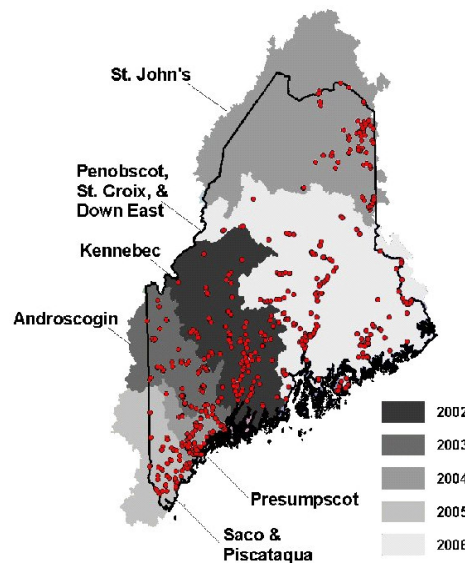 St. John's
Penobscot,
St. Croix, &
Down East
Kennebec
Androscogin
2002
2003
2004
2005
2006
Presumpscot
Saco &
Piscataqua